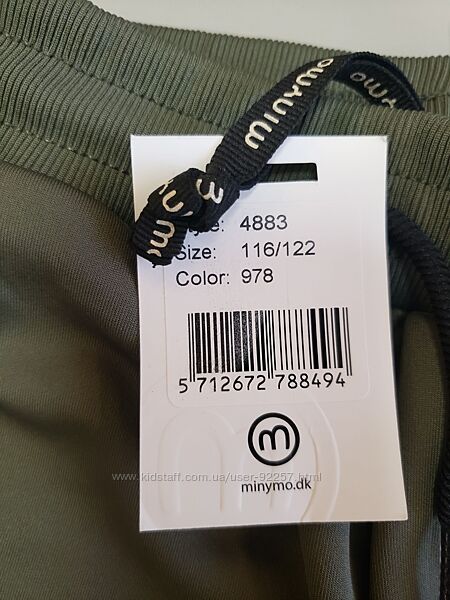 minymo
Style: 4883
Size: 116/122
Color: 978
5 712672 788494
m
minymo.dk
www.kidstaff.com.ua/user-92257.html